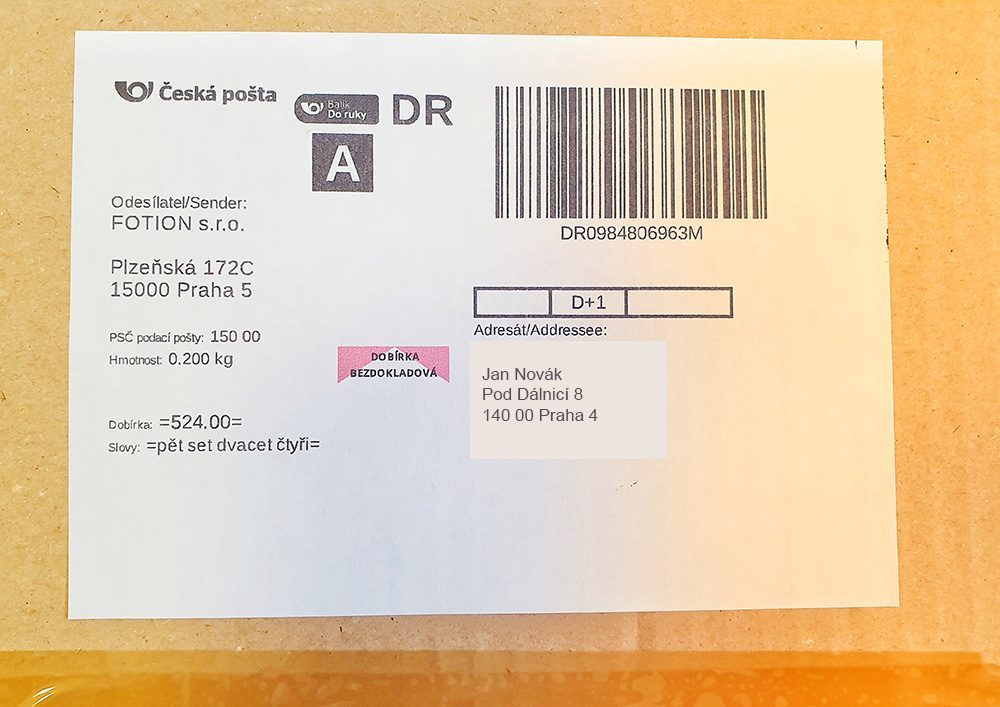 Česká pošta
Balík
Do ruky
DR
A
DR0984806963M
Odesílatel/Sender:
FOTION s.r.o.
Plzeňská 172C
15000 Praha 5
PSČ podací pošty: 150 00
Hmotnost: 0.200 kg
DOBÍRKA
BEZDOKLADOVÁ
Dobírka: =524.00=
Slovy: =pět set dvacet čtyři=
D+1
Adresát/Addressee:
Jan Novák
Pod Dálnicí 8
140 00 Praha 4